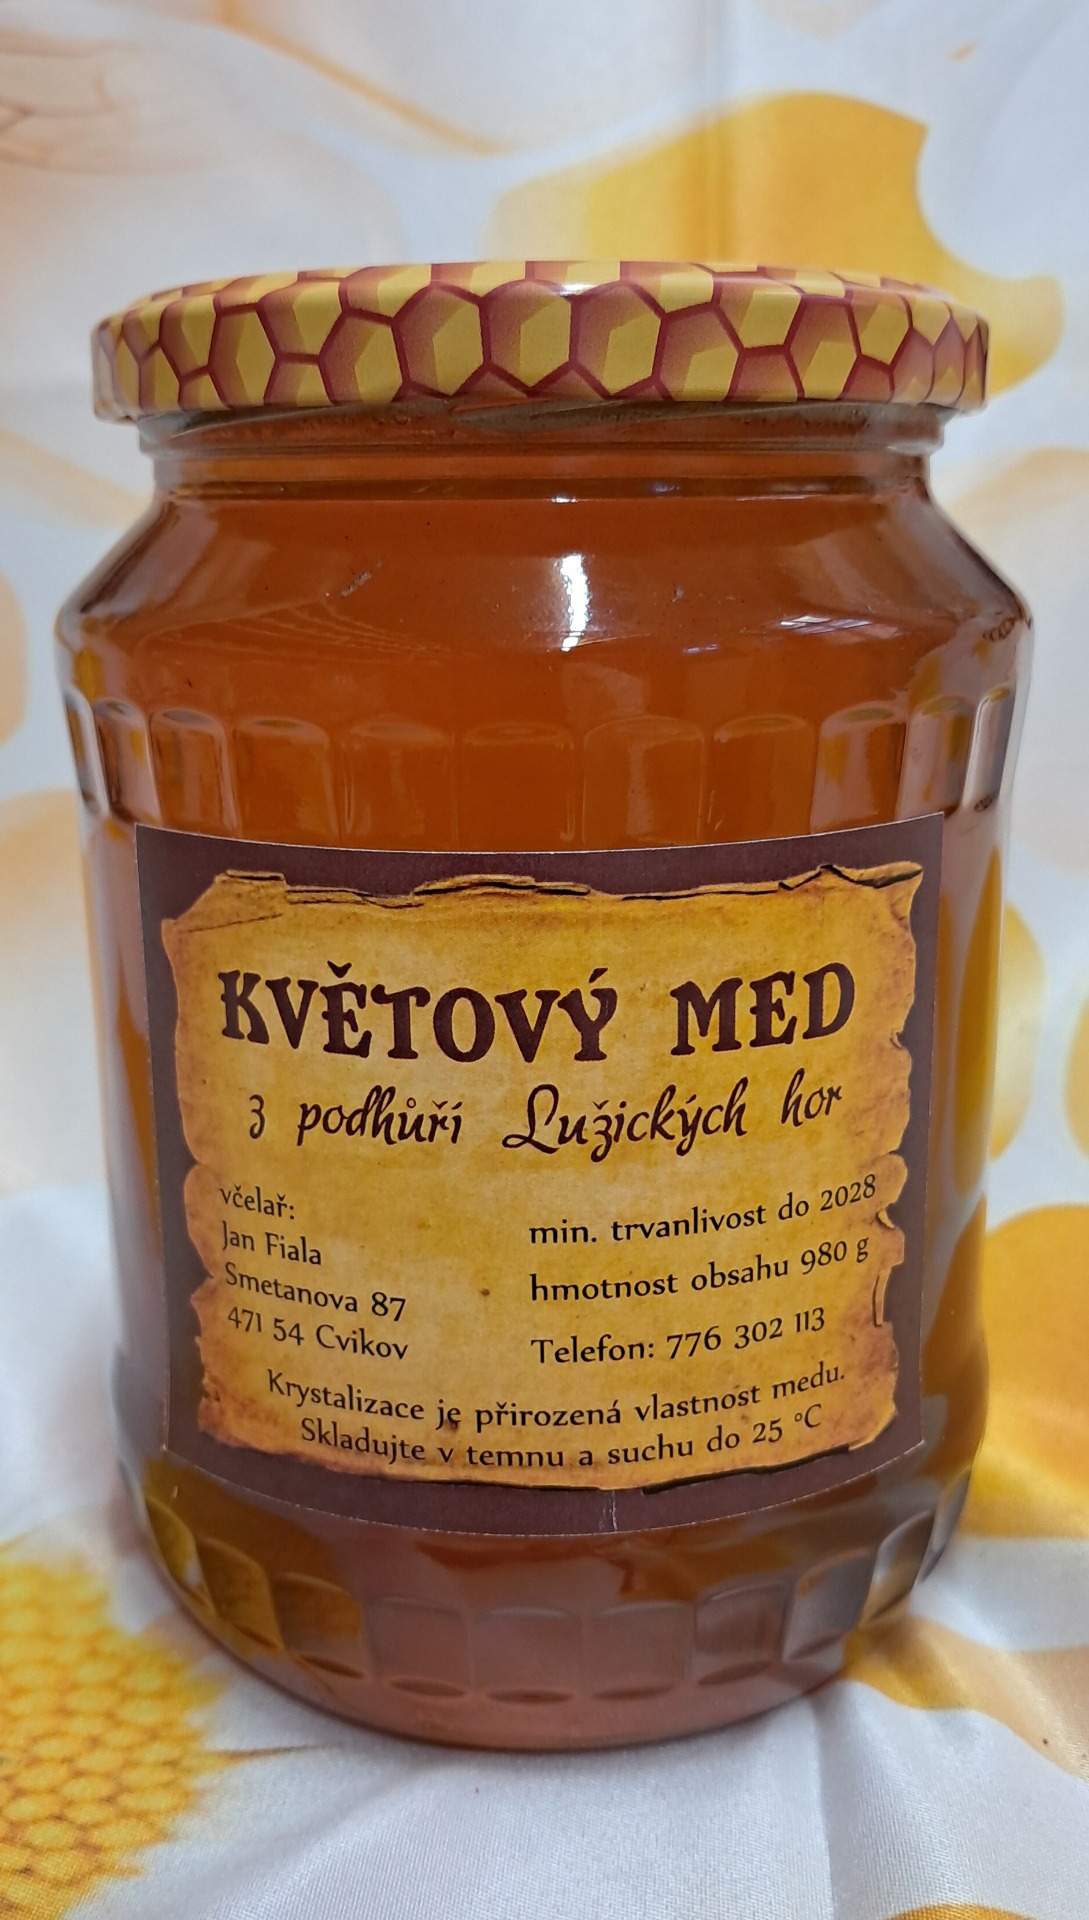 KVĚTOVÝ MED
z podhůří Lužických hor
včelař:
Jan Fiala
Smetanova 87
471 54 Cvikov
min. trvanlivost do 2028
hmotnost obsahu 980 g
Telefon: 776 302 113
Krystalizace je přirozená vlastnost medu.
Skladujte v temnu a suchu do 25 °C